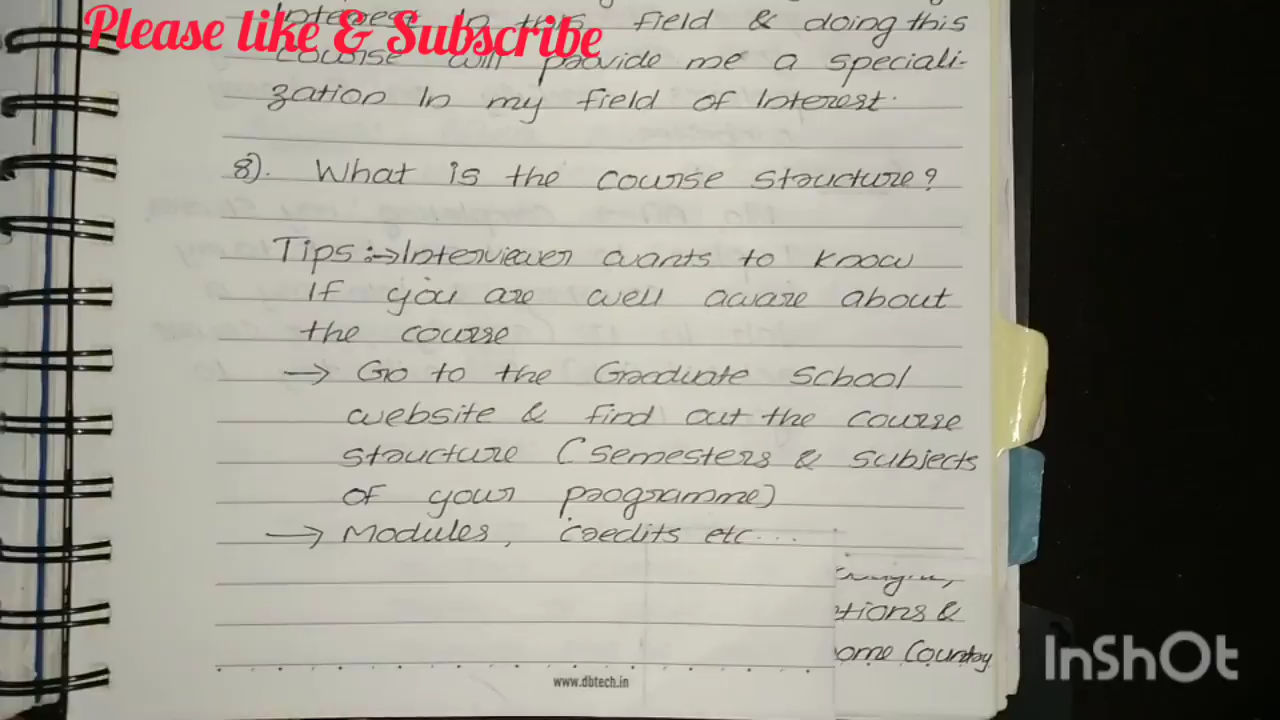 Please like & Subscribe
Interest In this field & doing this
course will provide me a speciali-
zation In my field of Interest.
8). What is the course structure?
Tips :→ Interviewer wants to know
If you are well aware about
the course
→ Go to the Graduate School
website & find out the course
structure (semesters & subjects
of your programme)
→ Modules, credits etc...
tions &
ome Country
www.dbtech.in
InShOt